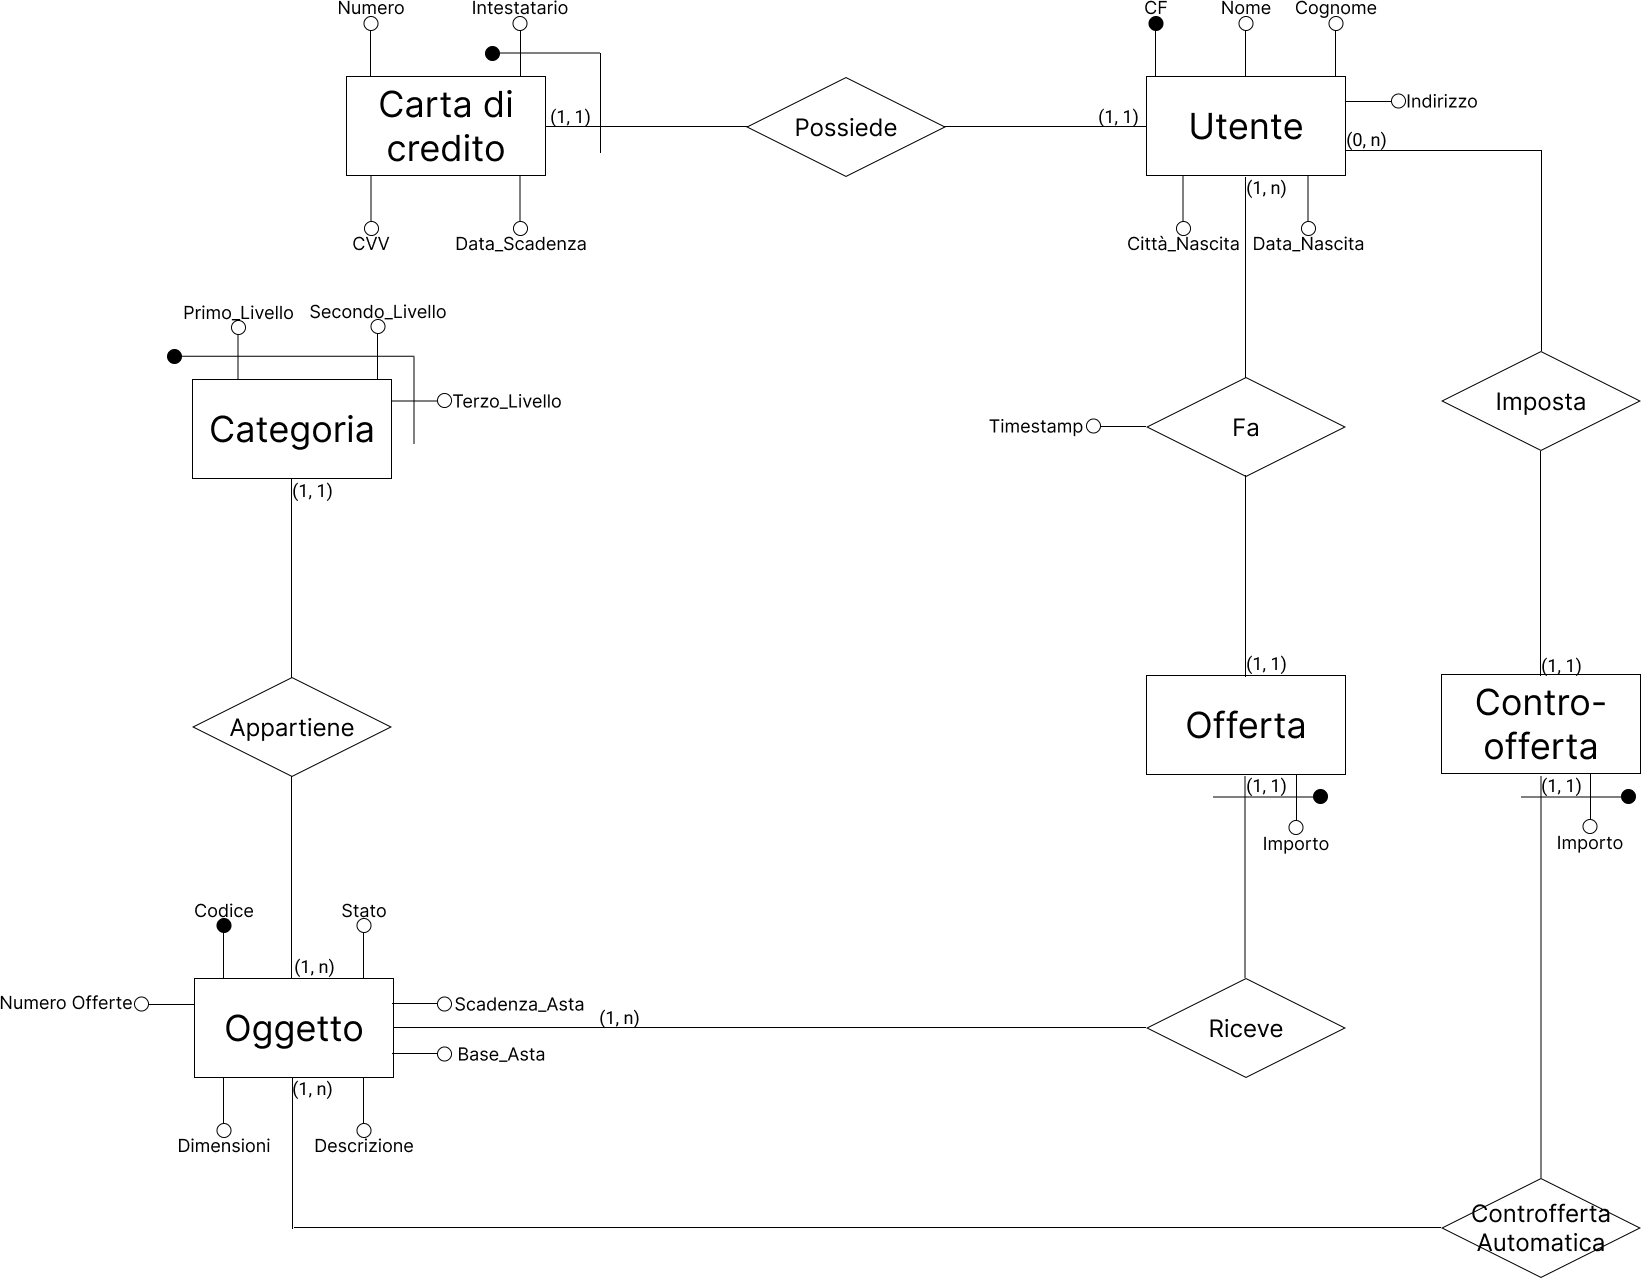 Numero
Intestatario
CF
Nome
Cognome
Carta di
credito
(1, 1)
Possiede
(1, 1)
Utente
Indirizzo
(0, n)
(1, n)
CVV
Data_Scadenza
Città_Nascita
Data_Nascita
Primo_Livello
Secondo_Livello
Terzo_Livello
Categoria
(1, 1)
Timestamp
Fa
Imposta
Appartiene
(1, 1)
Offerta
(1, 1)
Importo
(1, 1)
Contro-
offerta
(1, 1)
Importo
Codice
Stato
(1, n)
Numero Offerte
Oggetto
Scadenza_Asta
(1, n)
Base_Asta
Riceve
(1, n)
Dimensioni
Descrizione
Controfferta
Automatica